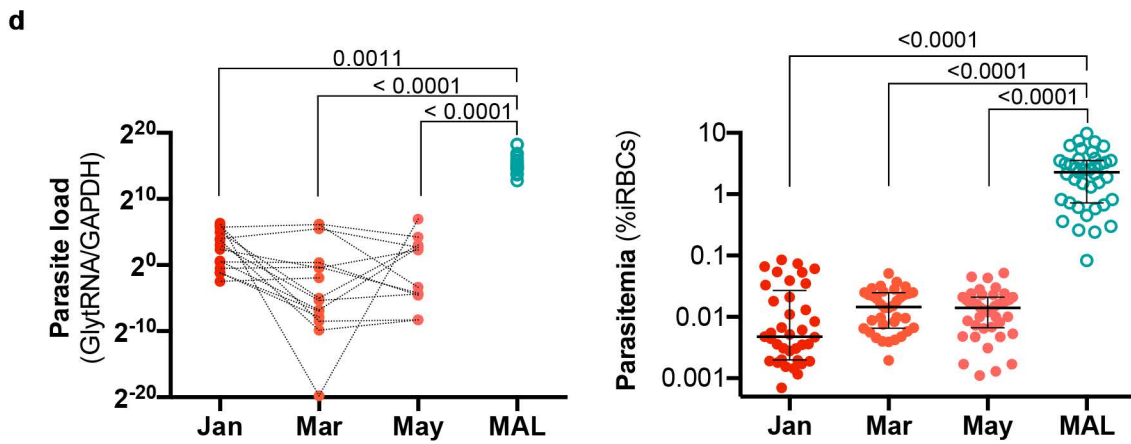 d
0.0011
< 0.0001
< 0.0001
2^20
2^10
2^0
2^-10
2^-20
Parasite load
(GlytRNA/GAPDH)
Jan Mar May MAL
<0.0001
<0.0001
<0.0001
10
1
0.1
0.01
0.001
Parasitemia (%iRBCs)
Jan Mar May MAL